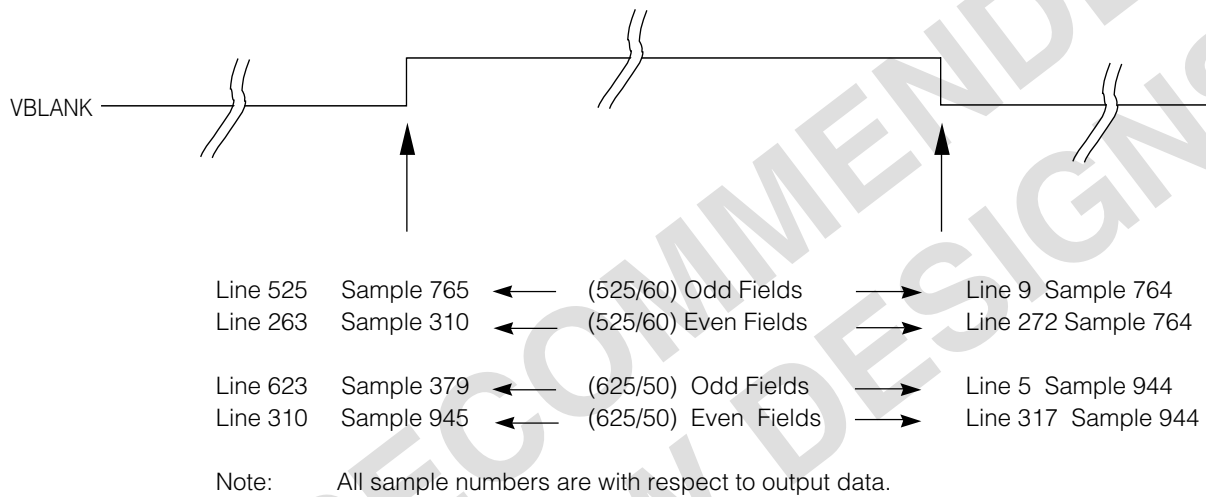 VBLANK
Line 525 Sample 765 (525/60) Odd Fields Line 9 Sample 764
Line 263 Sample 310 (525/60) Even Fields Line 272 Sample 764
Line 623 Sample 379 (625/50) Odd Fields Line 5 Sample 944
Line 310 Sample 945 (625/50) Even Fields Line 317 Sample 944
Note: All sample numbers are with respect to output data.